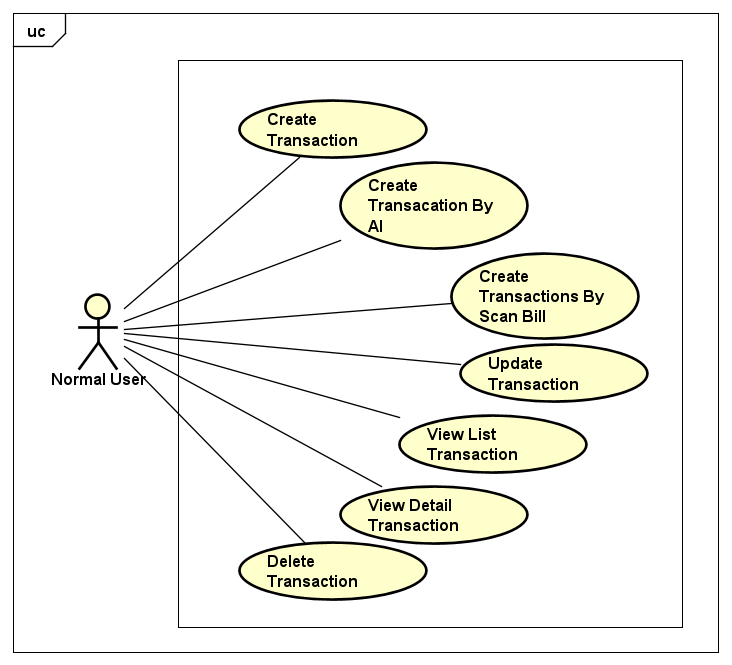 uc
Create
Transaction
Create
Transacation By
AI
Create
Transactions By
Scan Bill
Update
Transaction
Normal User
View List
Transaction
View Detail
Transaction
Delete
Transaction